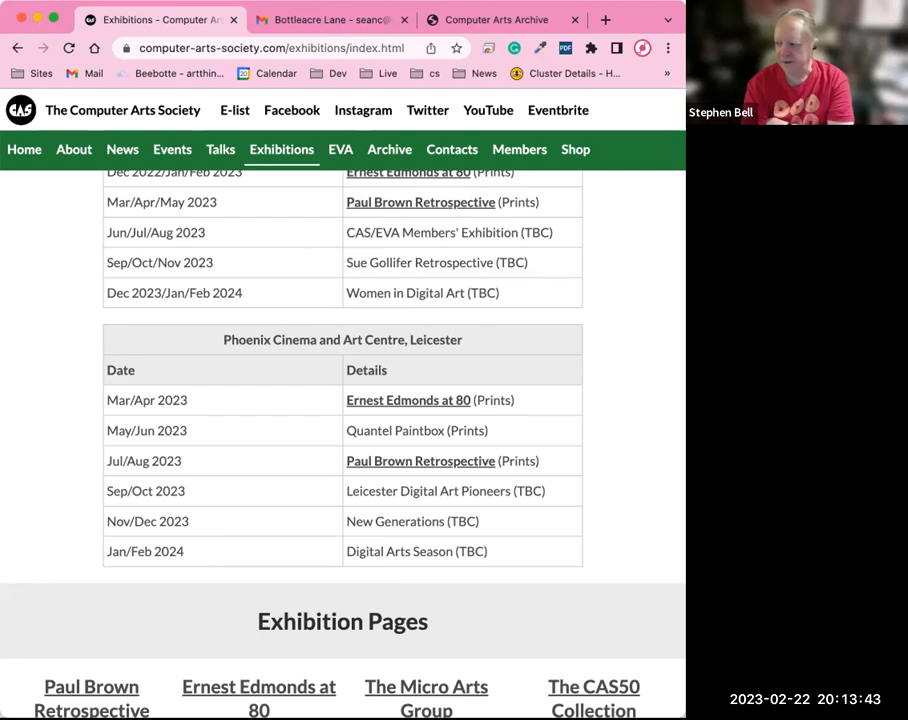 Exhibitions - Computer Ar
Bottleacre Lane - seanc@
Computer Arts Archive
computer-arts-society.com/exhibitions/index.html
Sites Mail Beebotte - artthin... Calendar Dev Live cs News Cluster Details - H... »
CAS The Computer Arts Society E-list Facebook Instagram Twitter YouTube Eventbrite
Home About News Events Talks Exhibitions EVA Archive Contacts Members Shop
Dec 2022/Jan/Feb 2023 Ernest Edmonds at 80 (Prints)
Mar/Apr/May 2023 Paul Brown Retrospective (Prints)
Jun/Jul/Aug 2023 CAS/EVA Members' Exhibition (TBC)
Sep/Oct/Nov 2023 Sue Gollifer Retrospective (TBC)
Dec 2023/Jan/Feb 2024 Women in Digital Art (TBC)
Phoenix Cinema and Art Centre, Leicester
Date Details
Mar/Apr 2023 Ernest Edmonds at 80 (Prints)
May/Jun 2023 Quantel Paintbox (Prints)
Jul/Aug 2023 Paul Brown Retrospective (Prints)
Sep/Oct 2023 Leicester Digital Art Pioneers (TBC)
Nov/Dec 2023 New Generations (TBC)
Jan/Feb 2024 Digital Arts Season (TBC)
Exhibition Pages
Paul Brown Retrospective
Ernest Edmonds at 80
The Micro Arts Group
The CAS50 Collection
Stephen Bell
2023-02-22 20:13:43